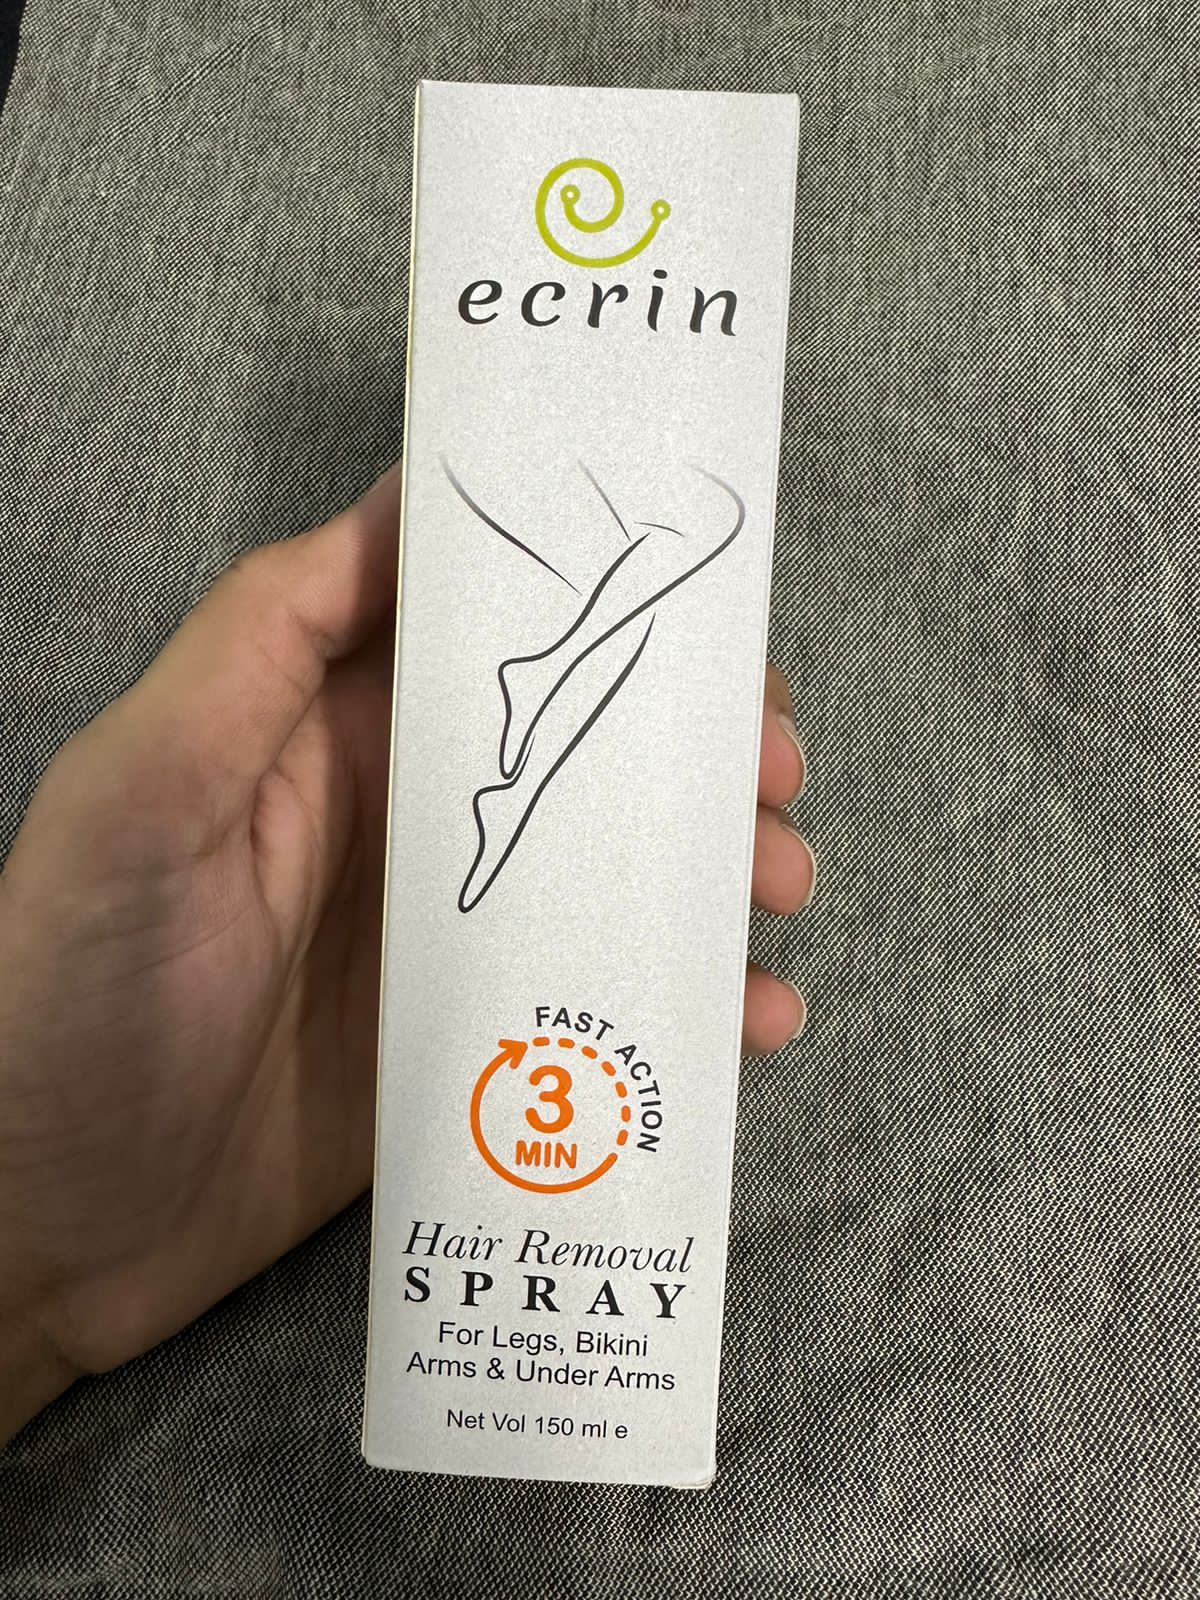 ecrin
FAST ACTION
3
MIN
Hair Removal
SPRAY
For Legs, Bikini
Arms & Under Arms
Net Vol 150 ml e